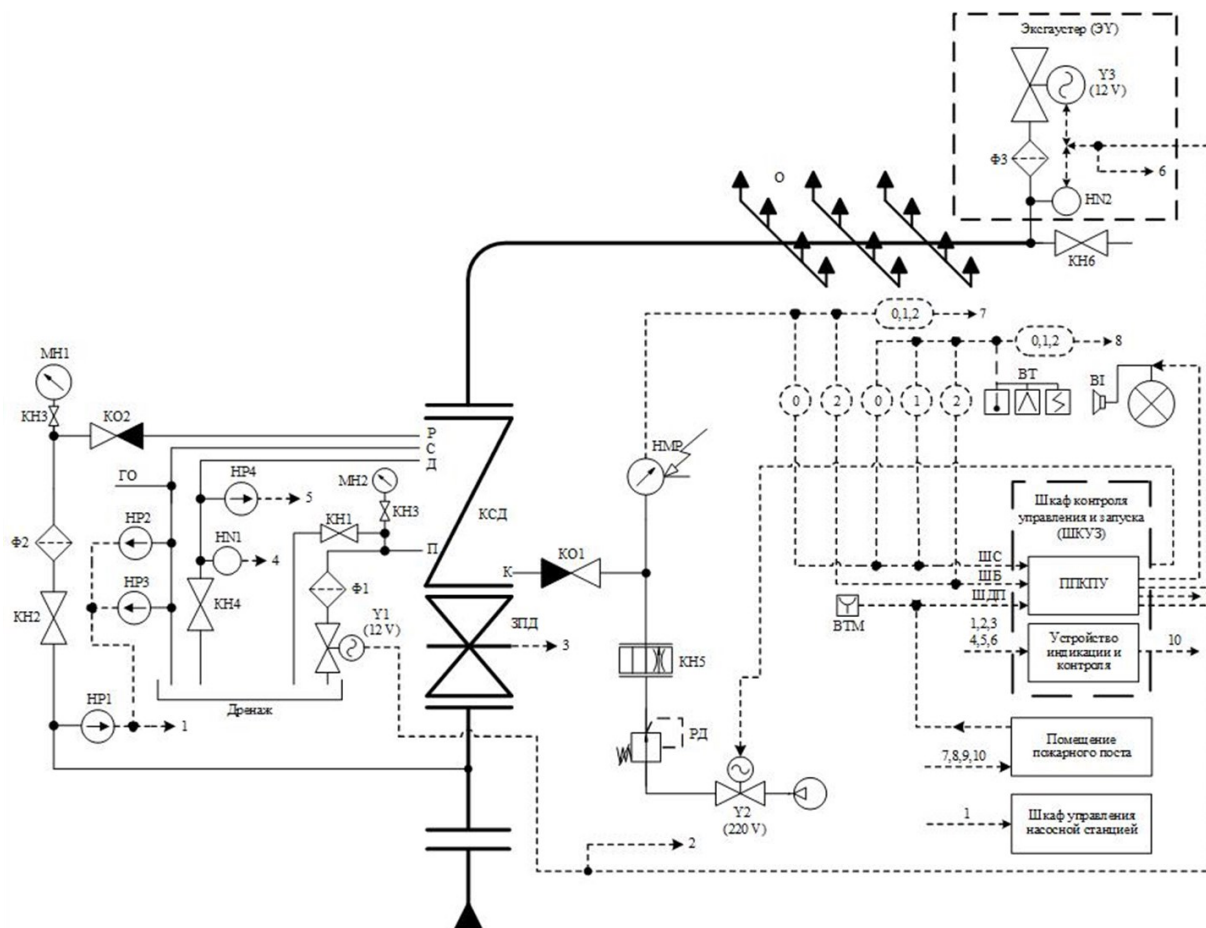 Эксгаустер (ЭУ)
Y3
(12 V)
Ф3
6
HN2
О
КН6
7
0,1,2
0,1,2
8
МН1
КН3
КО2
Р
С
Д
0
2
0
1
2
ВТ
BI
НМР
ГО
НР4
5
МН2
КН3
КН1
КСД
НР2
Ф2
HN1
4
П
Шкаф контроля
управления и запуска
(ШКУЗ)
К
КО1
ШС
ШБ
ШДП
ППКПУ
Ф1
НР3
КН4
КН2
Y1
(12 V)
ЗПД
3
ВТМ
1,2,3
4,5,6
Устройство
индикации и
контроля
10
КН5
НР1
Дренаж
1
РД
Помещение
пожарного поста
7,8,9,10
Y2
(220 V)
1
Шкаф управления
насосной станцией
2